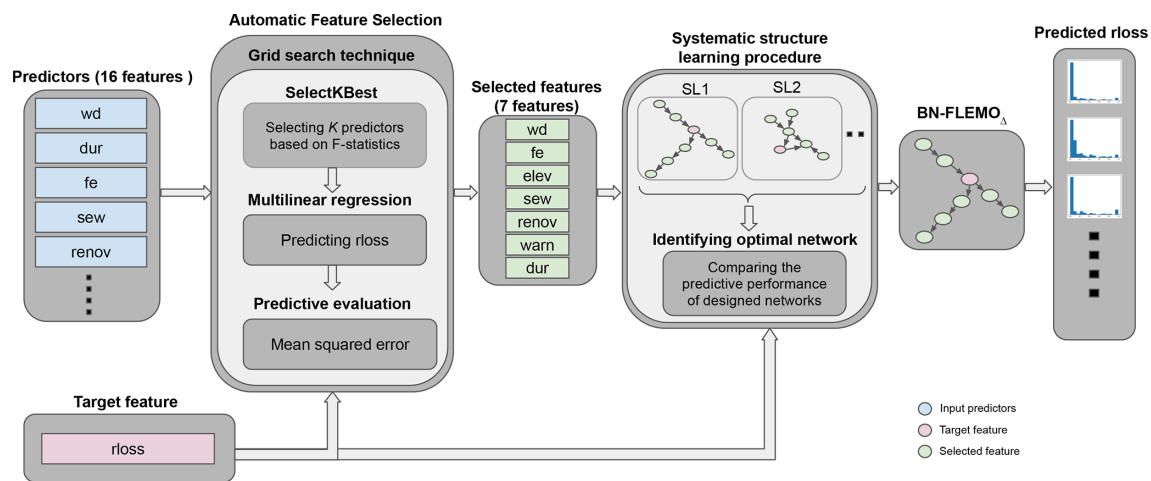 Automatic Feature Selection
Predictors (16 features )
wd
dur
fe
sew
renov
Grid search technique
SelectKBest
Selecting K predictors
based on F-statistics
Multilinear regression
Predicting rloss
Predictive evaluation
Mean squared error
Selected features
(7 features)
wd
fe
elev
sew
renov
warn
dur
Systematic structure
learning procedure
SL1
SL2
Identifying optimal network
Comparing the
predictive performance
of designed networks
BN-FLEMOΔ
Predicted rloss
Target feature
rloss
Input predictors
Target feature
Selected feature